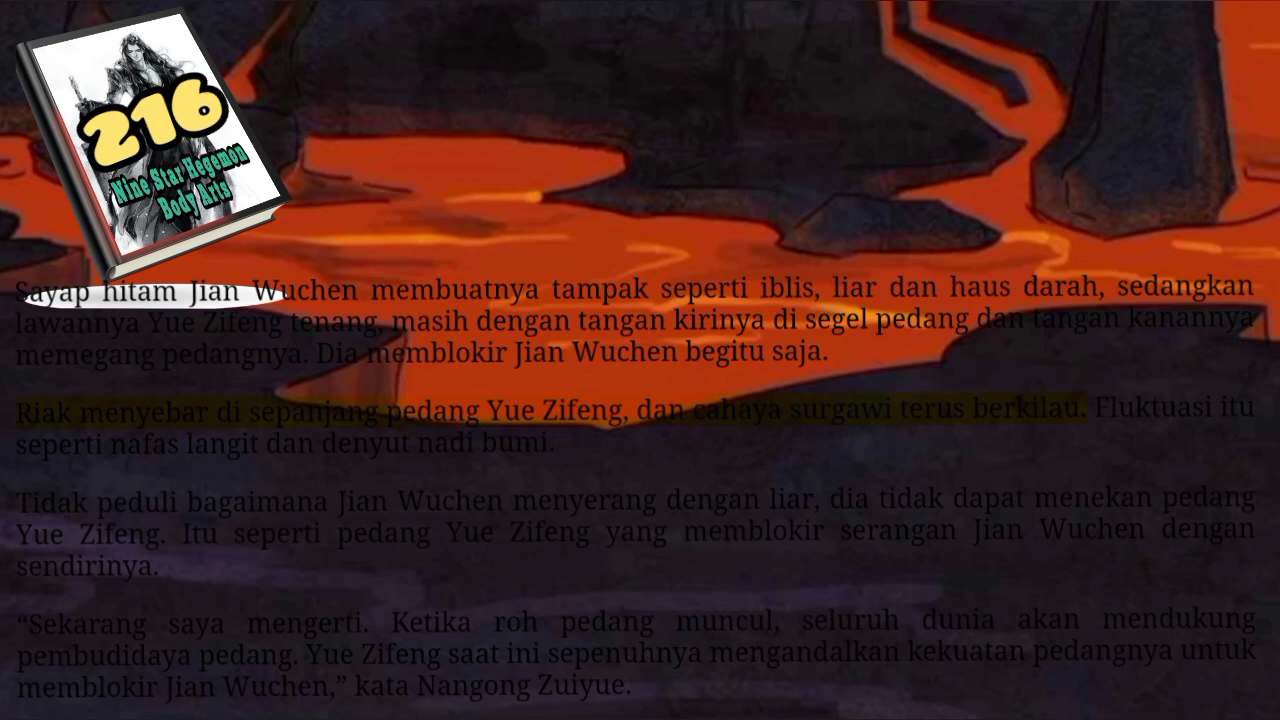 216
Nine Star Hegemon
Body Arts
Sayap hitam Jian Wuchen membuatnya tampak seperti iblis, liar dan haus darah, sedangkan
lawannya Yue Zifeng tenang, masih dengan tangan kirinya di segel pedang dan tangan kanannya
memegang pedangnya. Dia memblokir Jian Wuchen begitu saja.
Riak menyebar di sepanjang pedang Yue Zifeng, dan cahaya surgawi terus berkilau. Fluktuasi itu
seperti nafas langit dan denyut nadi bumi.
Tidak peduli bagaimana Jian Wuchen menyerang dengan liar, dia tidak dapat menekan pedang
Yue Zifeng. Itu seperti pedang Yue Zifeng yang memblokir serangan Jian Wuchen dengan
sendirinya.
“Sekarang saya mengerti. Ketika roh pedang muncul, seluruh dunia akan mendukung
pembudidaya pedang. Yue Zifeng saat ini sepenuhnya mengandalkan kekuatan pedangnya untuk
memblokir Jian Wuchen,” kata Nangong Zuiyue.